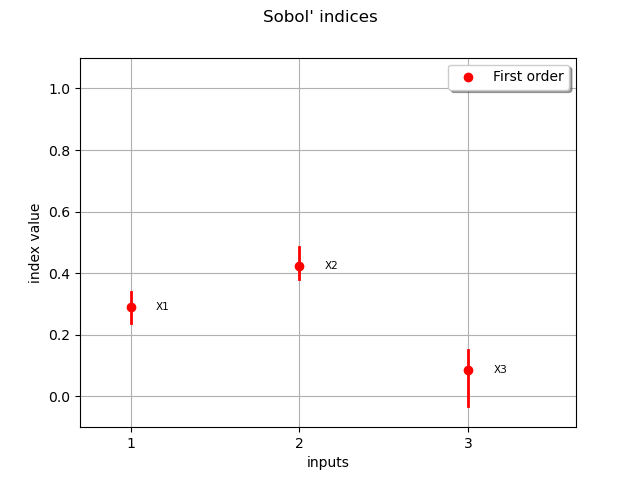 Sobol' indices
First order
1.0
0.8
0.6
0.4
0.2
0.0
index value
X1
X2
X3
1 2 3
inputs